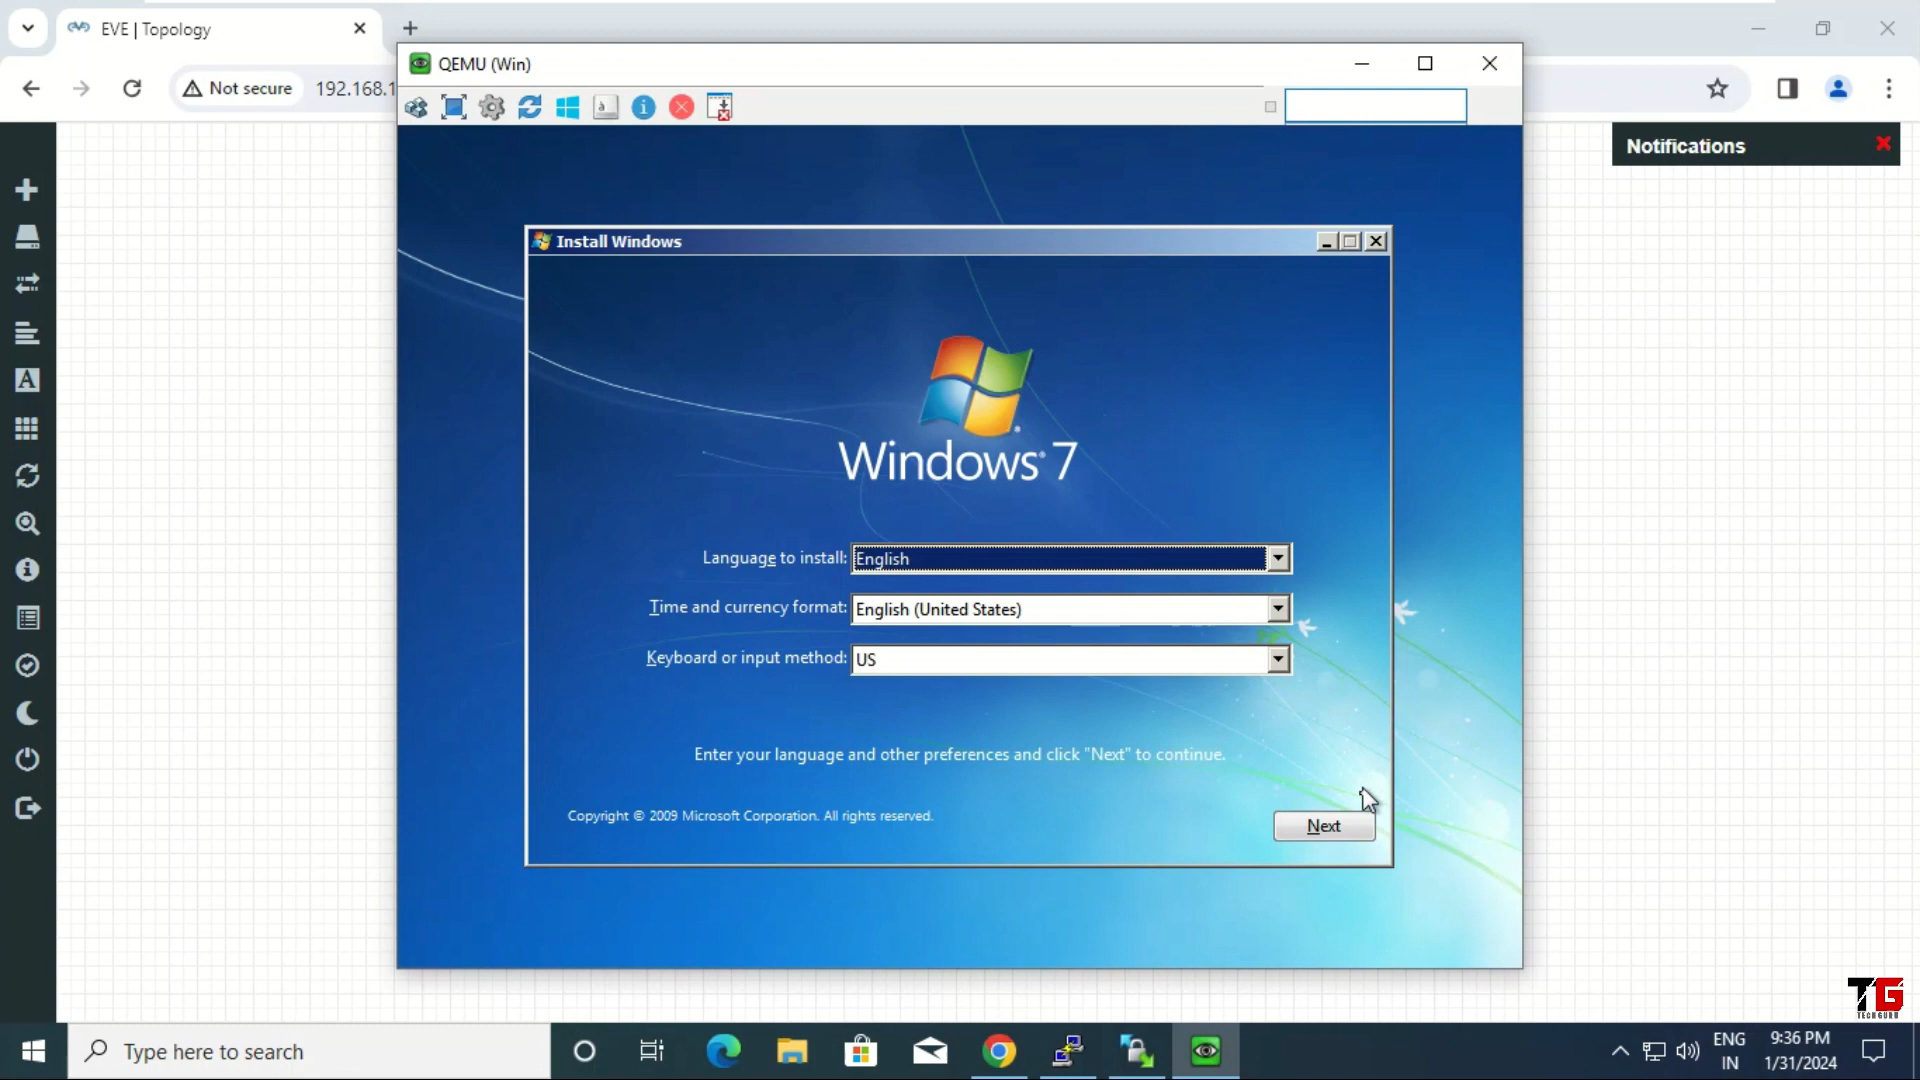 EVE | Topology
Not secure
192.168.1
QEMU (Win)
Notifications
Install Windows
Windows 7
Language to install: English
Time and currency format: English (United States)
Keyboard or input method: US
Enter your language and other preferences and click "Next" to continue.
Copyright © 2009 Microsoft Corporation. All rights reserved.
Next
TG
TECH GURU
Type here to search
ENG
IN
9:36 PM
1/31/2024